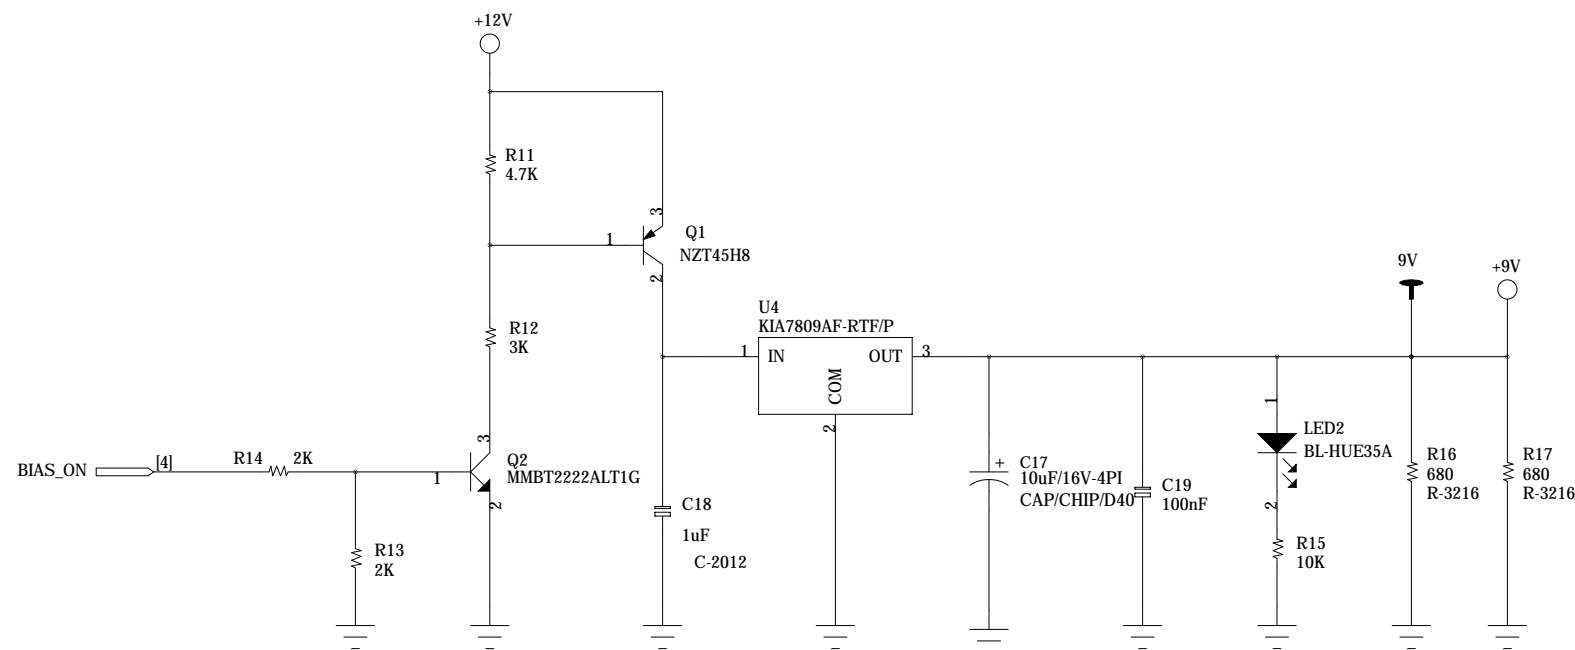 +12V
R11
4.7K
3
1
Q1
NZT45H8
2
9V
+9V
U4
KIA7809AF-RTF/P
R12
3K
1
IN
OUT
3
COM
2
3
1
LED2
BL-HUE35A
BIAS_ON
[4]
R14
2K
1
Q2
MMBT2222ALT1G
2
+
C17
10uF/16V-4PI
CAP/CHIP/D40
C19
100nF
R16
680
R-3216
R17
680
R-3216
C18
1uF
C-2012
2
R13
2K
R15
10K